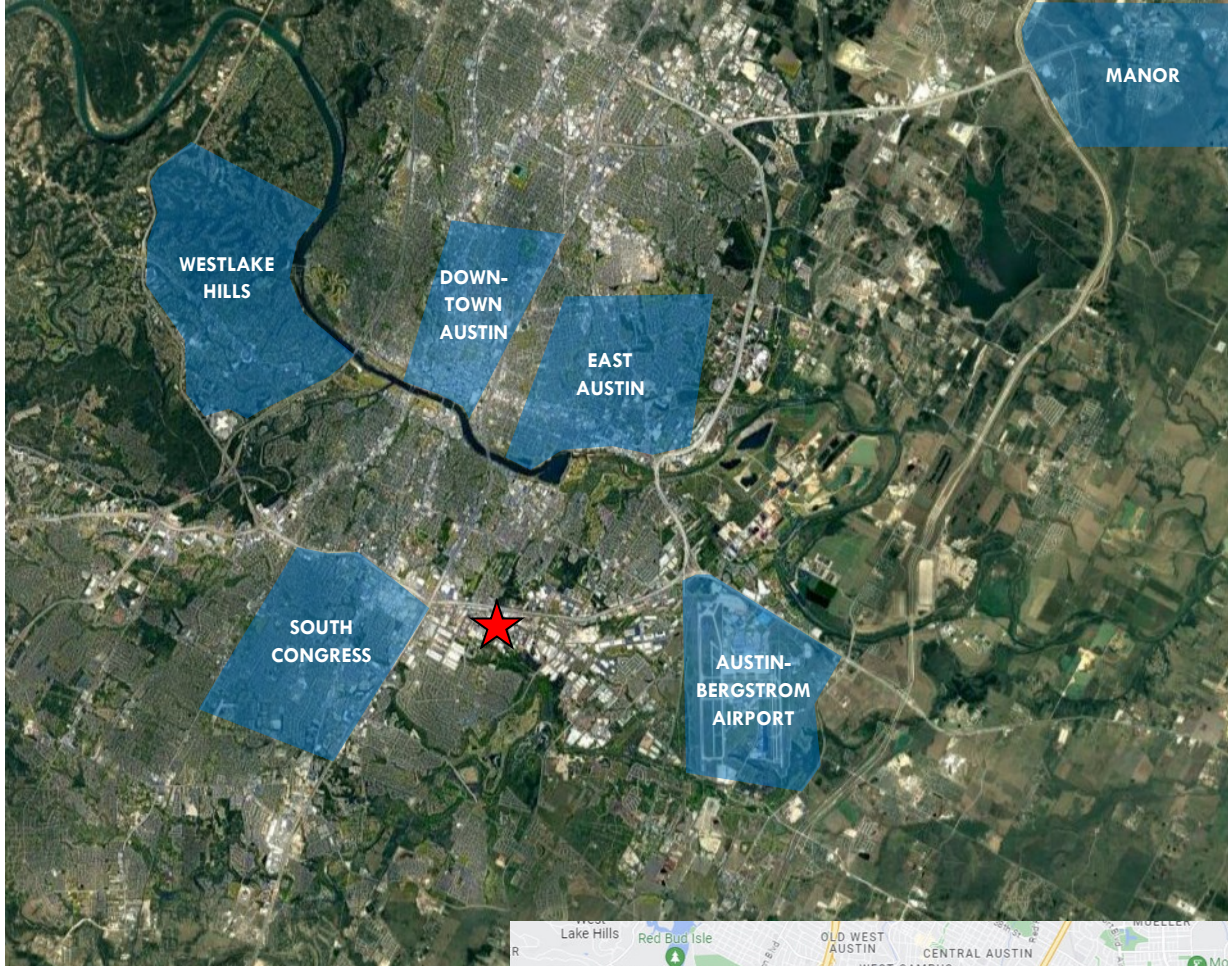 MANOR
WESTLAKE
HILLS
DOWN-
TOWN
AUSTIN
EAST
AUSTIN
SOUTH
CONGRESS
AUSTIN-
BERGSTROM
AIRPORT
West
Lake Hills
Red Bud Isle
OLD WEST
AUSTIN
CENTRAL AUSTIN
MUELLER
R